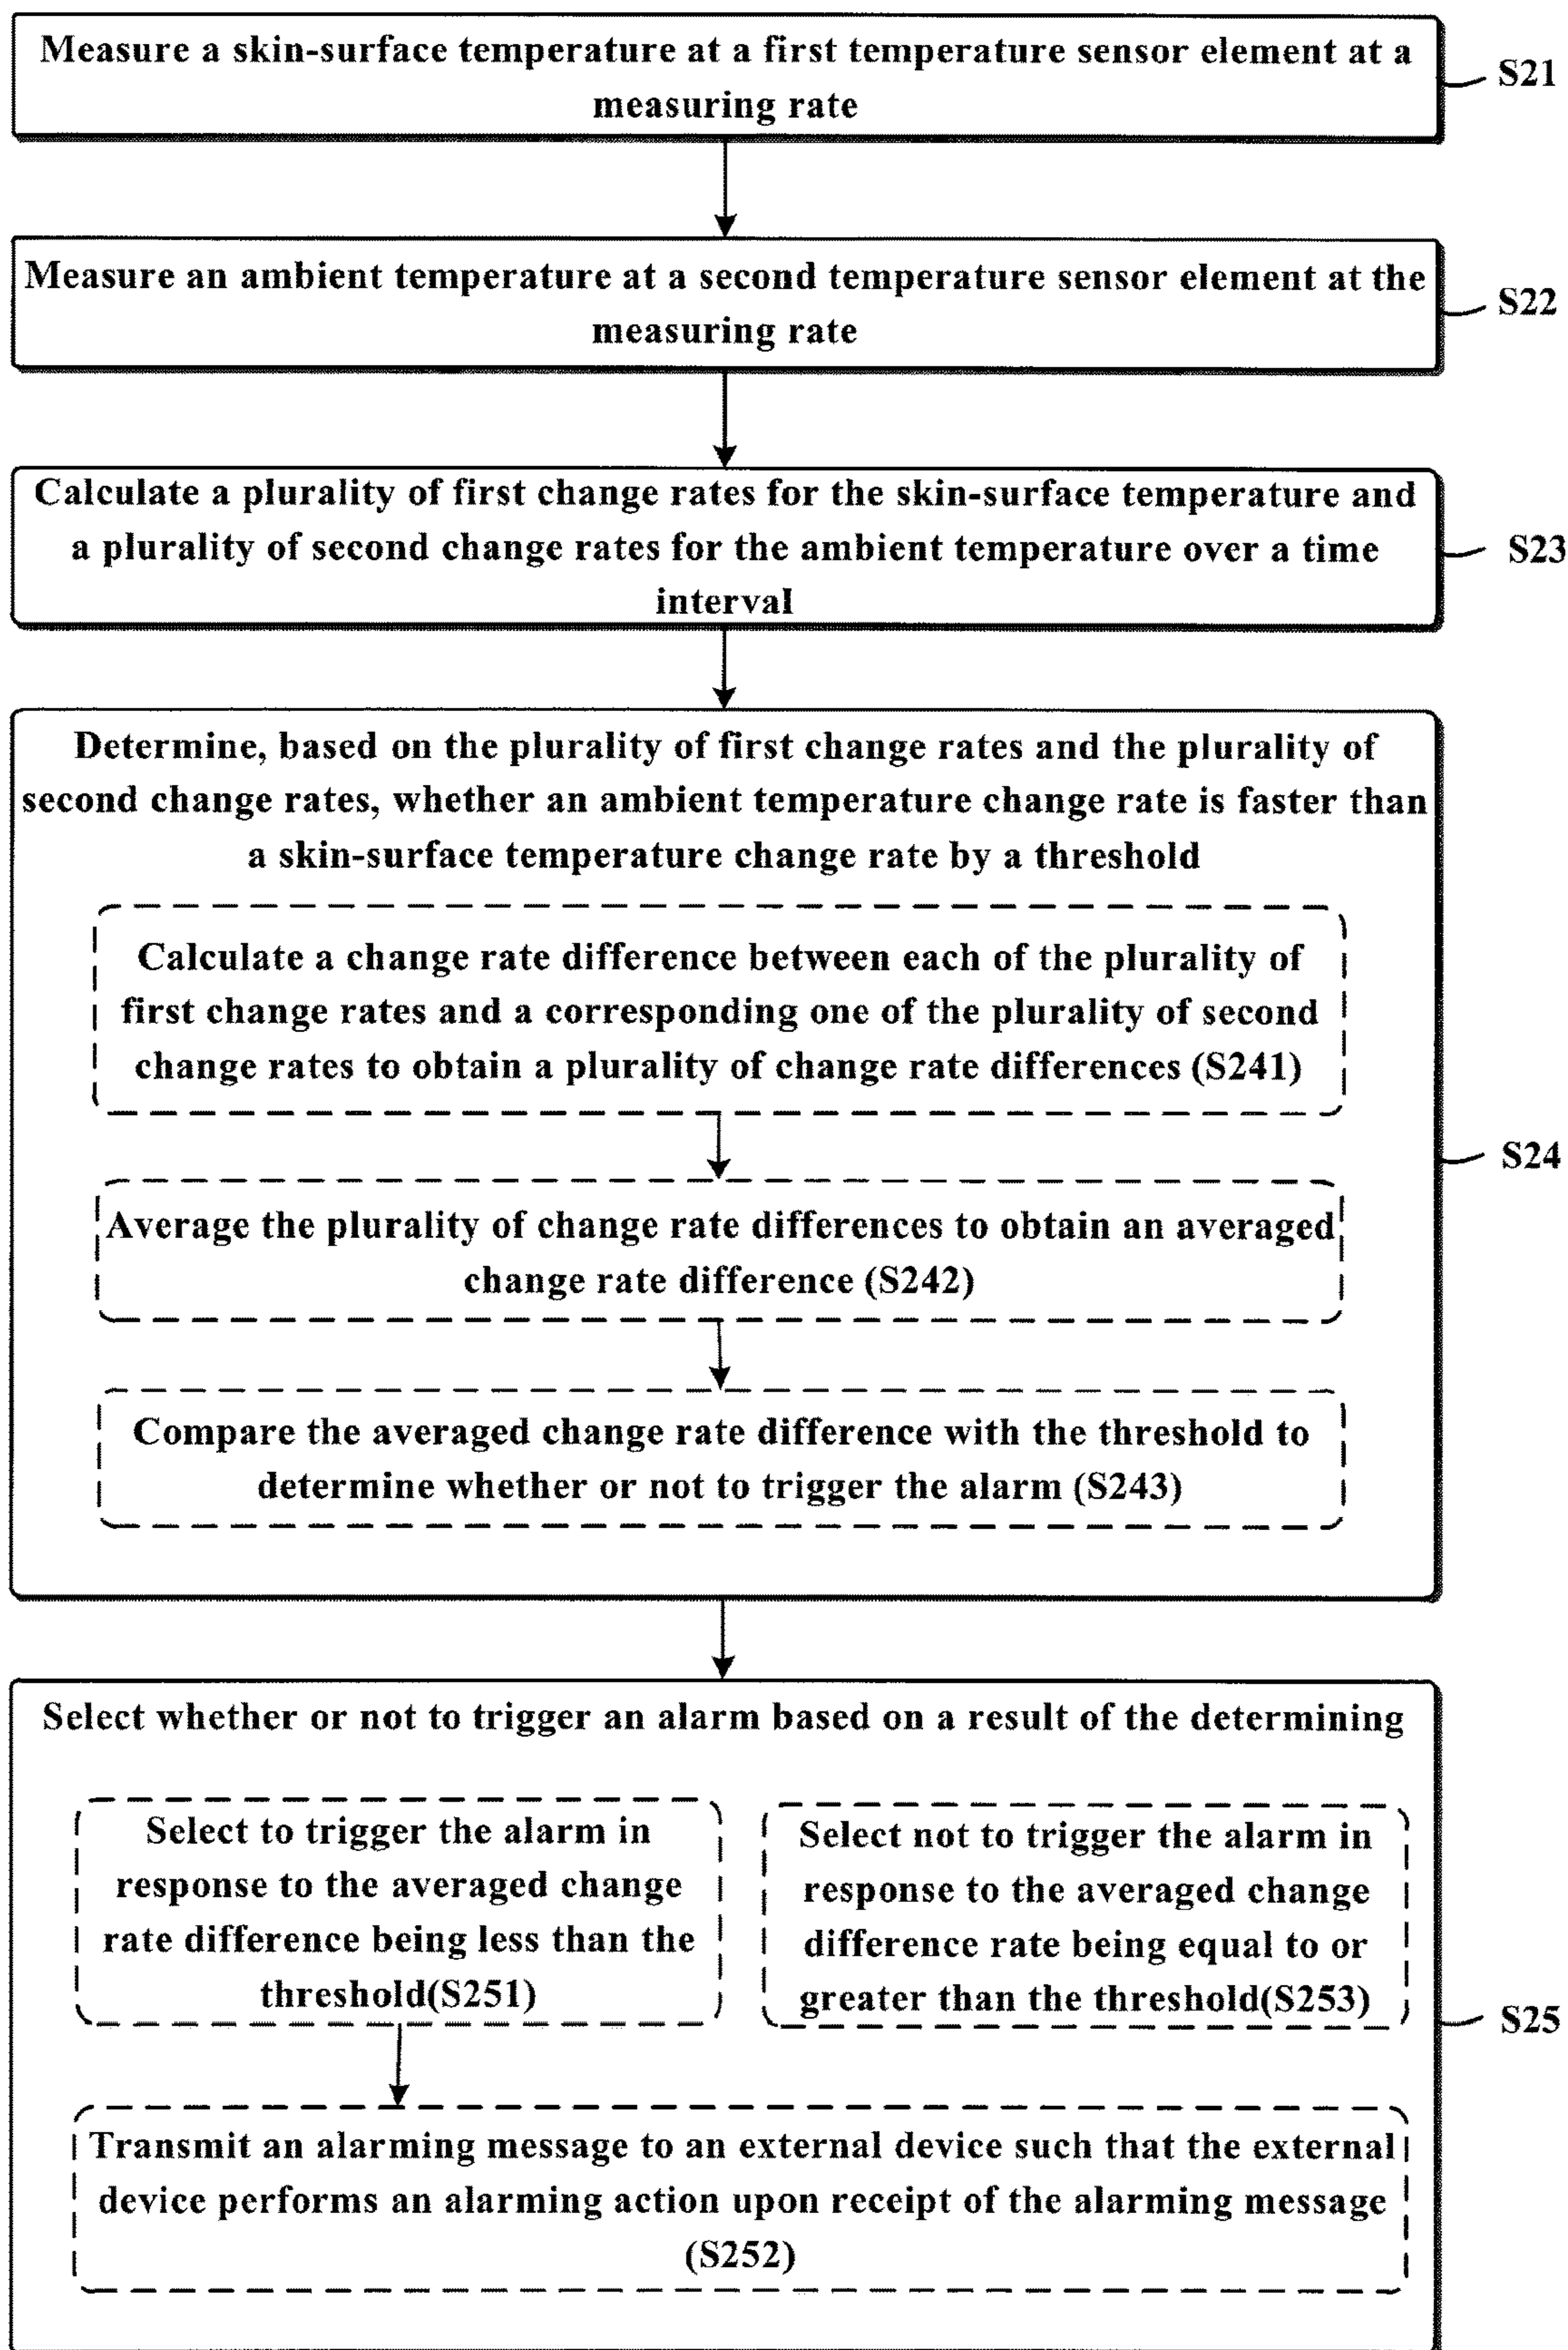 Measure a skin-surface temperature at a first temperature sensor element at a
measuring rate
S21
Measure an ambient temperature at a second temperature sensor element at the
measuring rate
S22
Calculate a plurality of first change rates for the skin-surface temperature and
a plurality of second change rates for the ambient temperature over a time
interval
S23
Determine, based on the plurality of first change rates and the plurality of
second change rates, whether an ambient temperature change rate is faster than
a skin-surface temperature change rate by a threshold
Calculate a change rate difference between each of the plurality of
first change rates and a corresponding one of the plurality of second
change rates to obtain a plurality of change rate differences (S241)
Average the plurality of change rate differences to obtain an averaged
change rate difference (S242)
Compare the averaged change rate difference with the threshold to
determine whether or not to trigger the alarm (S243)
S24
Select whether or not to trigger an alarm based on a result of the determining
Select to trigger the alarm in
response to the averaged change
rate difference being less than the
threshold(S251)
Select not to trigger the alarm in
response to the averaged change
difference rate being equal to or
greater than the threshold(S253)
S25
Transmit an alarming message to an external device such that the external
device performs an alarming action upon receipt of the alarming message
(S252)